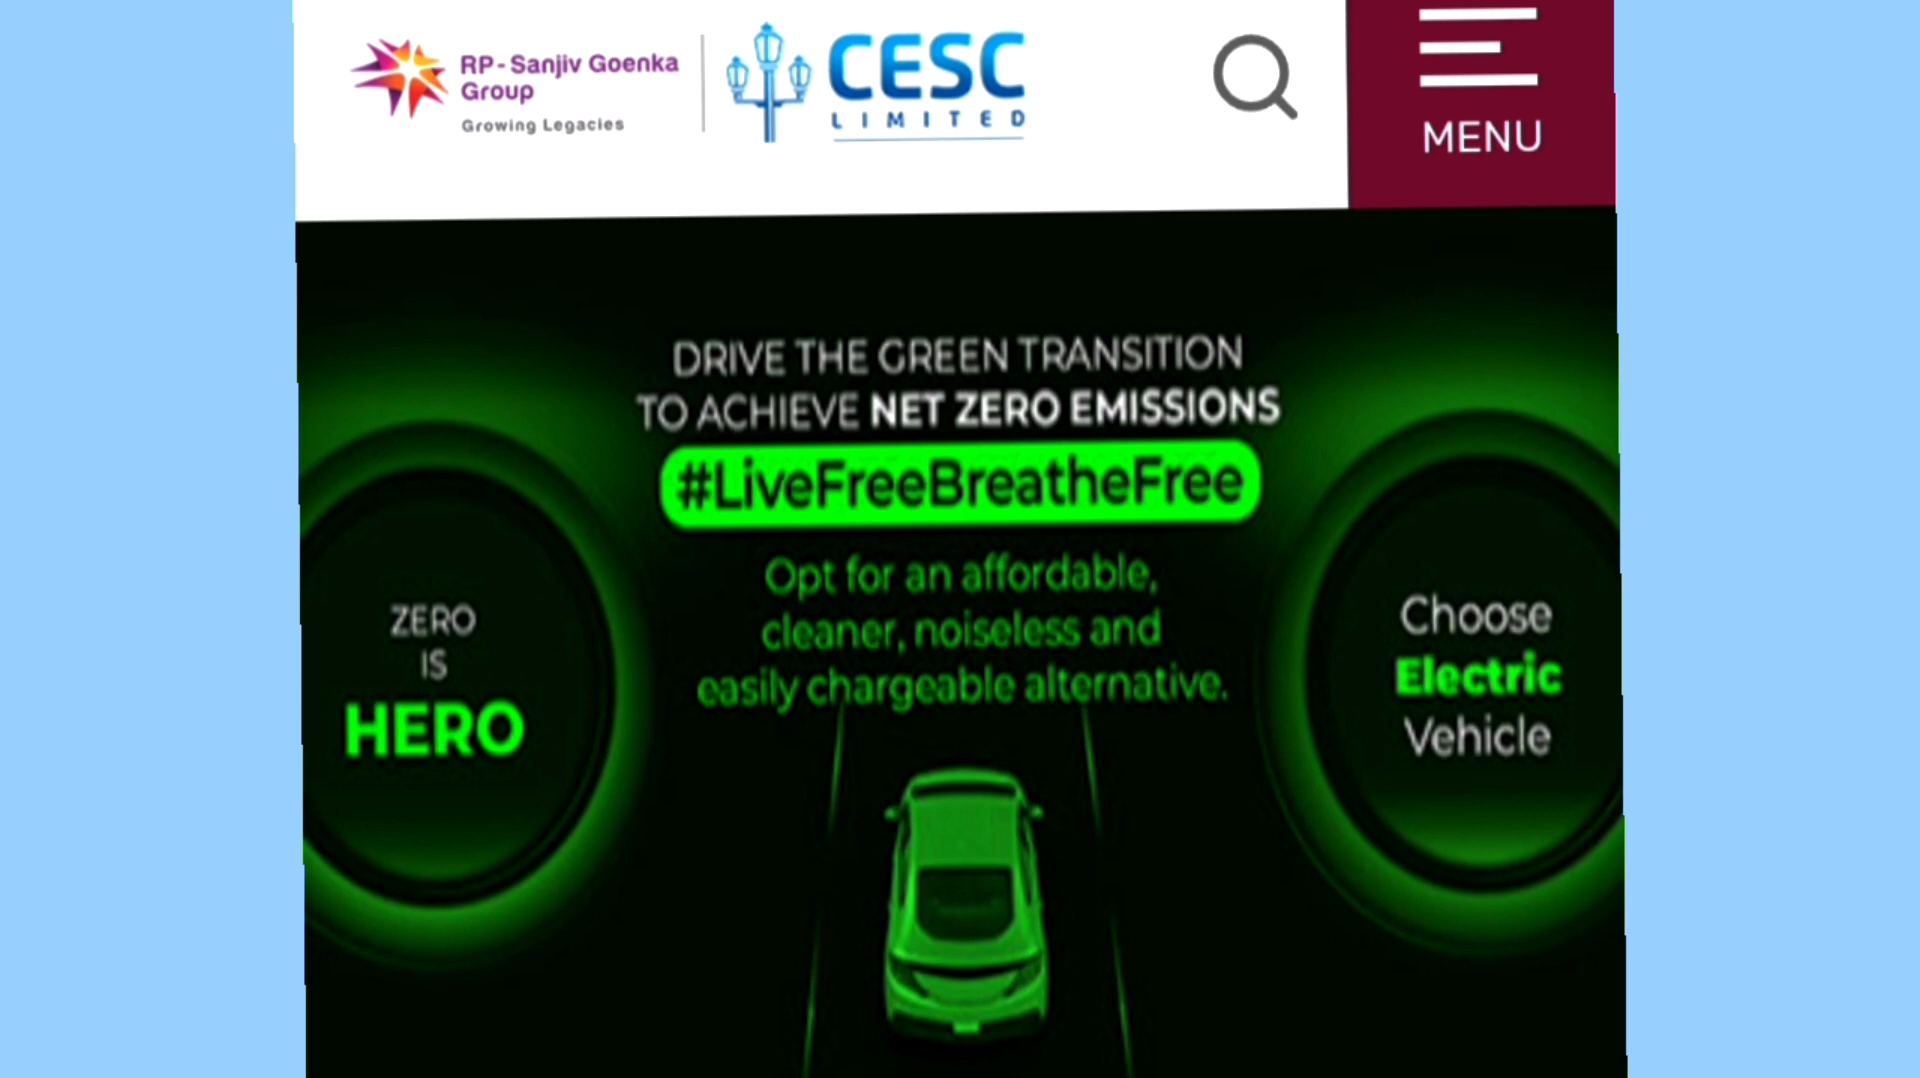 RP - Sanjiv Goenka
Group
Growing Legacies
CESC
LIMITED
MENU
DRIVE THE GREEN TRANSITION
TO ACHIEVE NET ZERO EMISSIONS
#LiveFreeBreatheFree
Opt for an affordable,
cleaner, noiseless and
easily chargeable alternative.
ZERO
IS
HERO
Choose
Electric
Vehicle